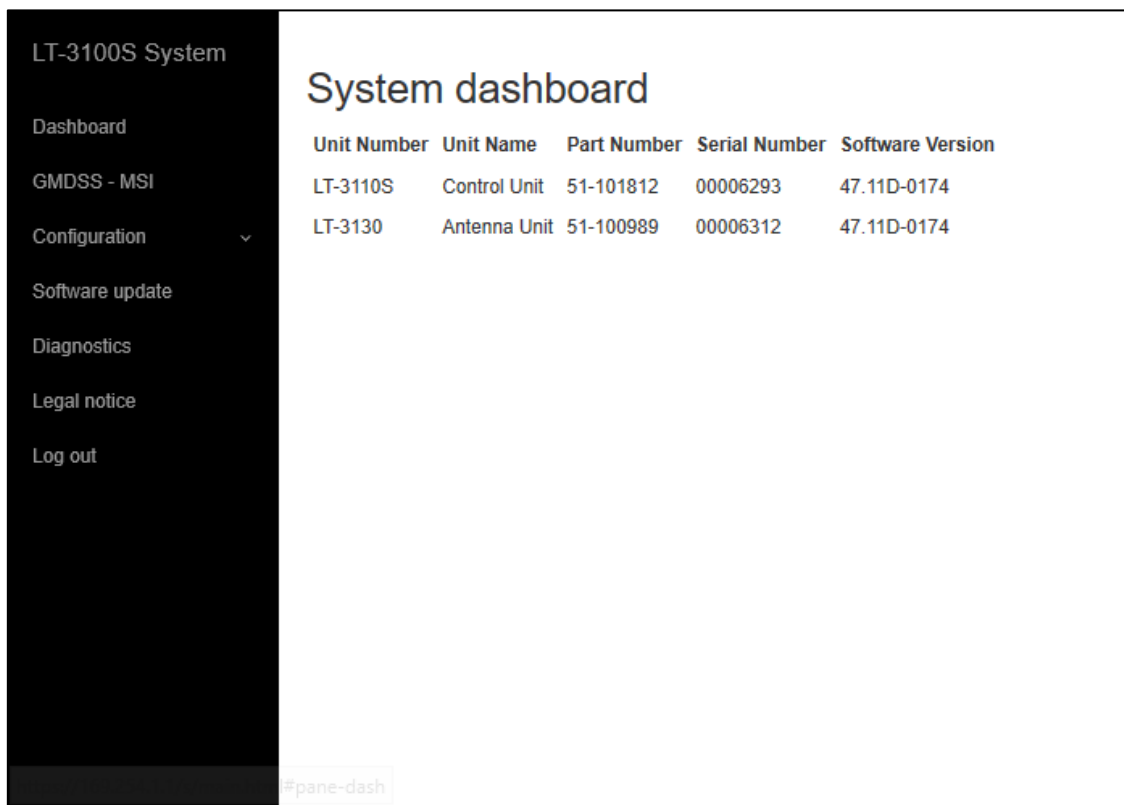 LT-3100S System
Dashboard
GMDSS - MSI
Configuration
Software update
Diagnostics
Legal notice
Log out
System dashboard
Unit Number Unit Name Part Number Serial Number Software Version
LT-3110S Control Unit 51-101812 00006293 47.11D-0174
LT-3130 Antenna Unit 51-100989 00006312 47.11D-0174
#pane-dash